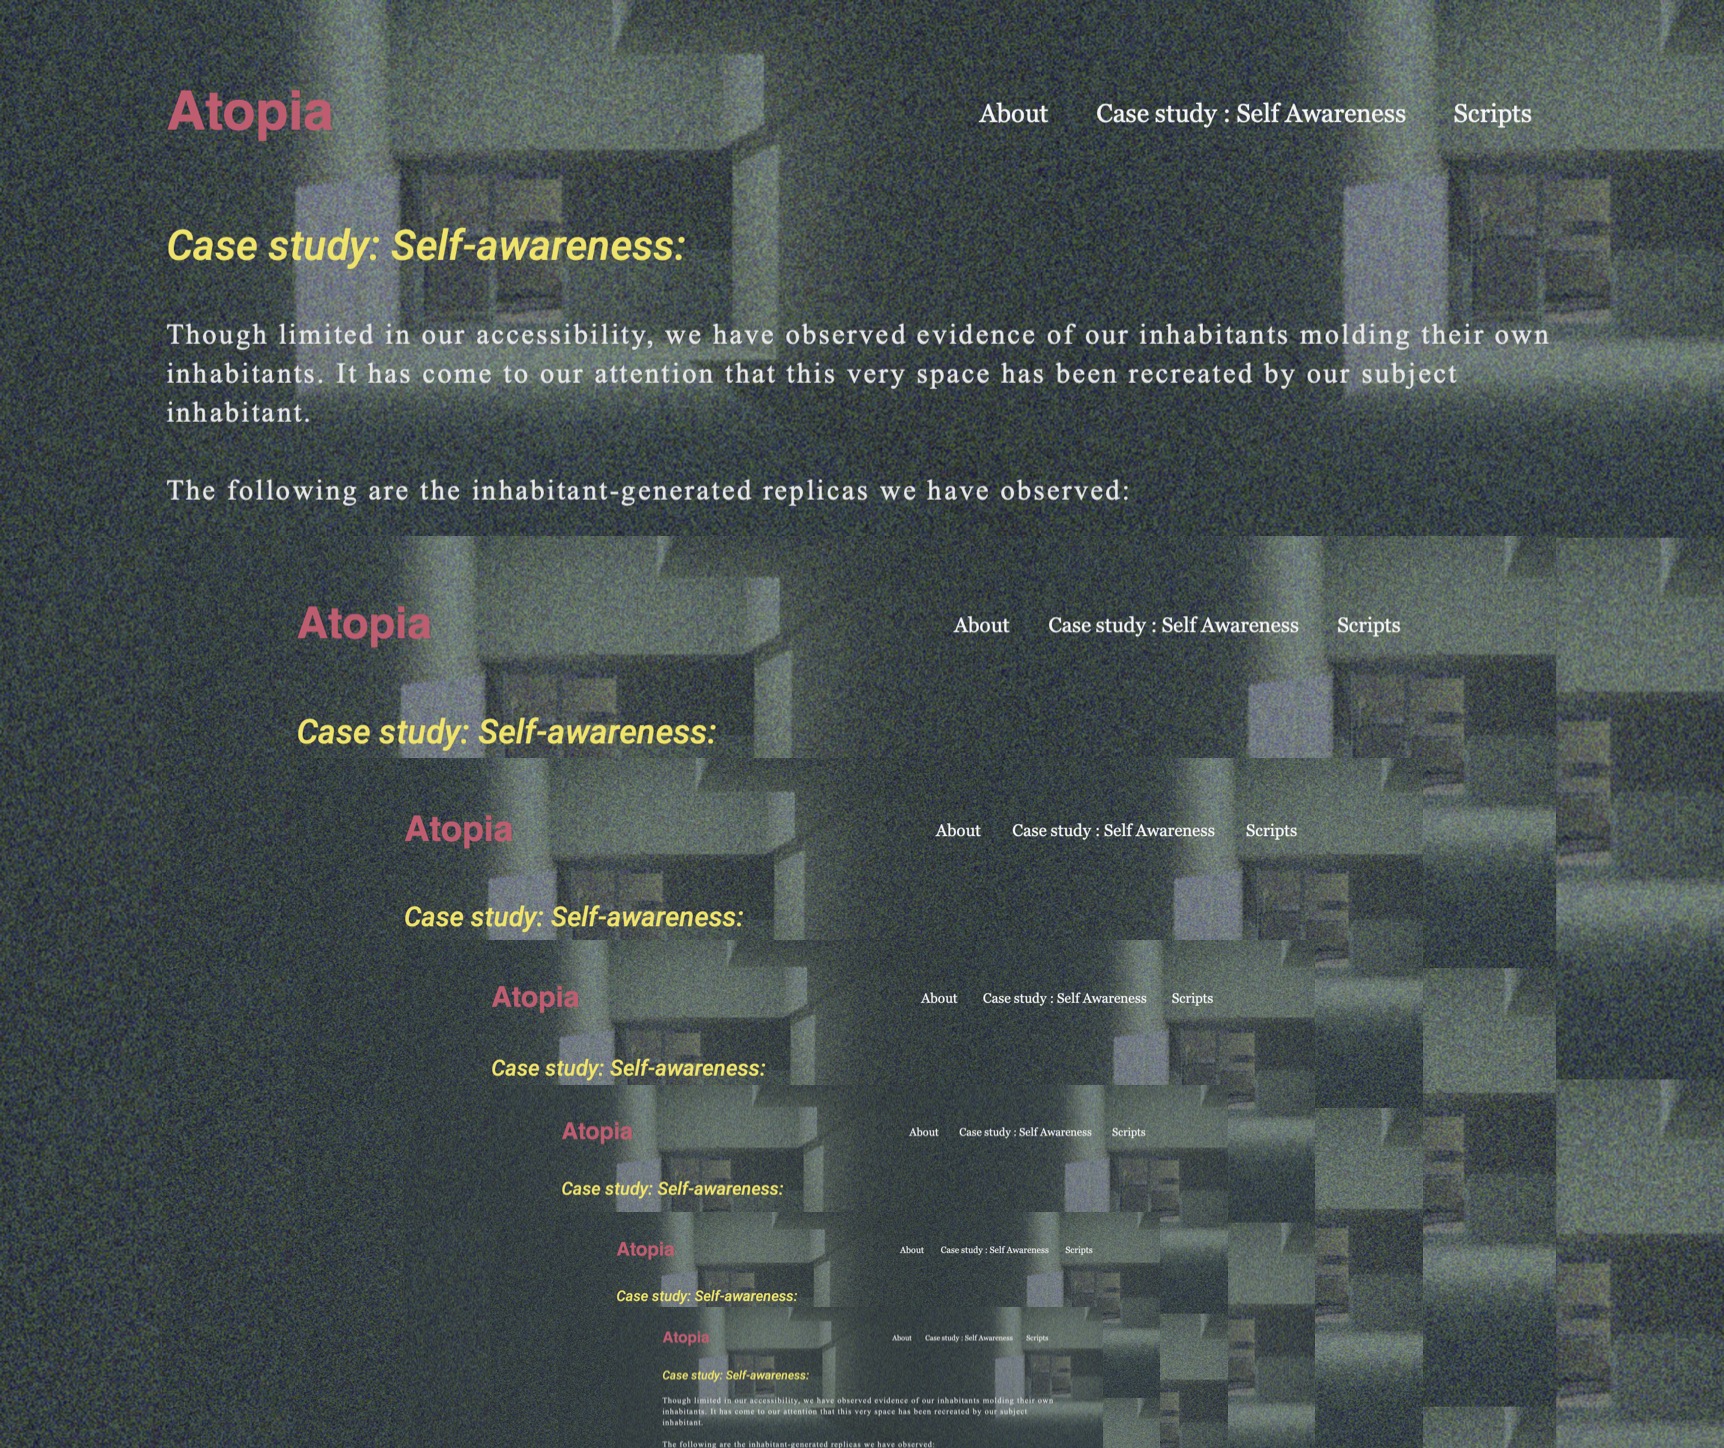 Atopia
About Case study : Self Awareness Scripts
Case study: Self-awareness:
Though limited in our accessibility, we have observed evidence of our inhabitants molding their own
inhabitants. It has come to our attention that this very space has been recreated by our subject
inhabitant.
The following are the inhabitant-generated replicas we have observed:
Atopia
About Case study : Self Awareness Scripts
Case study: Self-awareness:
Atopia
About Case study : Self Awareness Scripts
Case study: Self-awareness:
Atopia
About Case study : Self Awareness Scripts
Case study: Self-awareness:
Atopia
About Case study : Self Awareness Scripts
Case study: Self-awareness:
Atopia
About Case study : Self Awareness Scripts
Case study: Self-awareness:
Atopia
About Case study : Self Awareness Scripts
Case study: Self-awareness:
Though limited in our accessibility, we have observed evidence of our inhabitants molding their own
inhabitants. It has come to our attention that this very space has been recreated by our subject
inhabitant.
The following are the inhabitant-generated replicas we have observed: